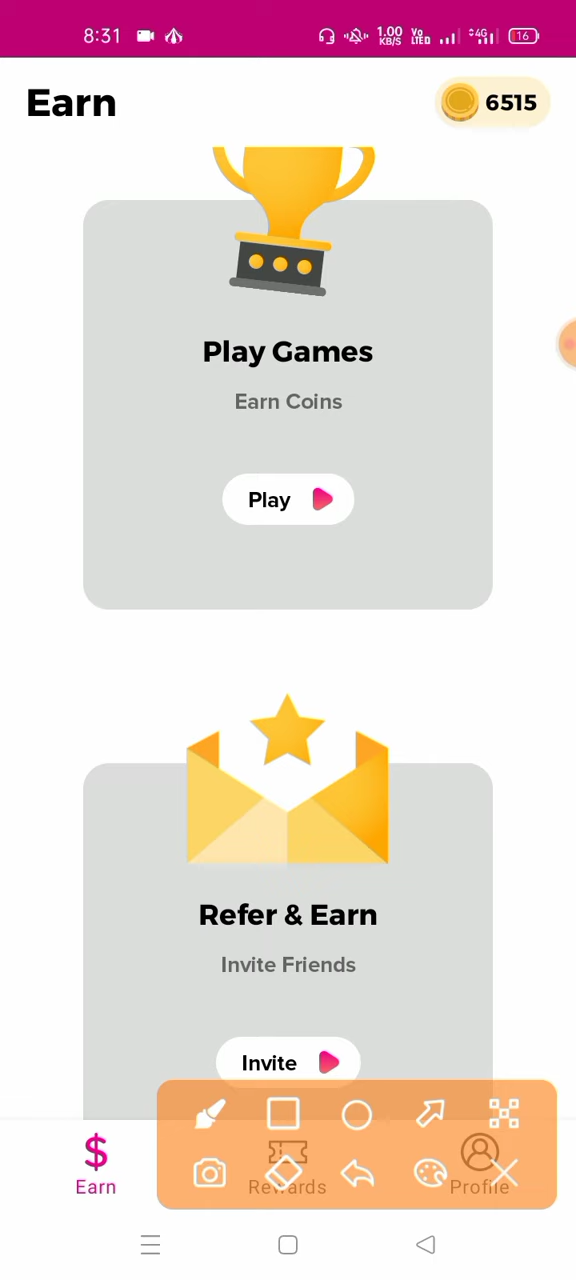 8:31 1.00 KB/S Vo LTED 4G 16
Earn 6515
Play Games
Earn Coins
Play
Refer & Earn
Invite Friends
Invite
Earn Rewards Profile